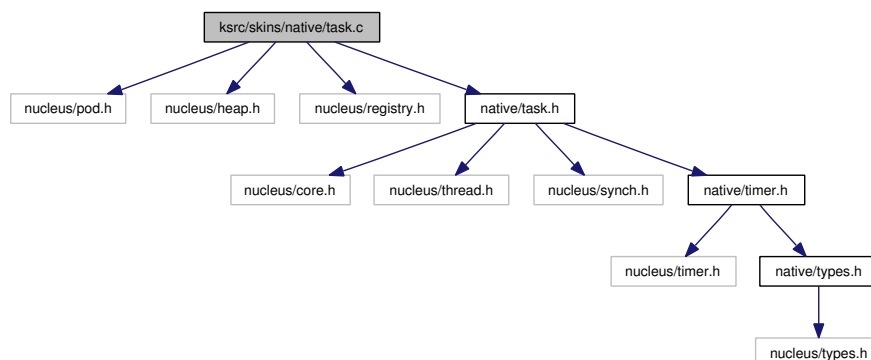 ksrc/skins/native/task.c
nucleus/pod.h
nucleus/heap.h
nucleus/registry.h
native/task.h
nucleus/core.h
nucleus/thread.h
nucleus/synch.h
native/timer.h
nucleus/timer.h
native/types.h
nucleus/types.h